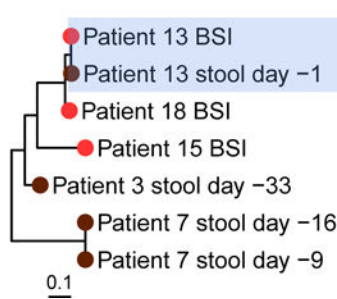 Patient 13 BSI
Patient 13 stool day −1
Patient 18 BSI
Patient 15 BSI
Patient 3 stool day −33
Patient 7 stool day −16
Patient 7 stool day −9
0.1